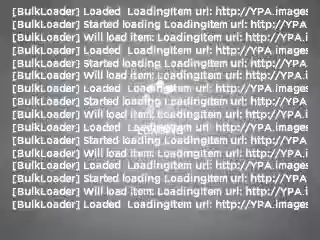 [BulkLoader] Loaded LoadingItem url: http://YPA.images
[BulkLoader] Started loading LoadingItem url: http://YPA
[BulkLoader] Will load item: LoadingItem url: http://YPA.i
[BulkLoader] Loaded LoadingItem url: http://YPA.images
[BulkLoader] Started loading LoadingItem url: http://YPA
[BulkLoader] Will load item: LoadingItem url: http://YPA.i
[BulkLoader] Loaded LoadingItem url: http://YPA.images
[BulkLoader] Started loading LoadingItem url: http://YPA
[BulkLoader] Will load item: LoadingItem url: http://YPA.i
[BulkLoader] Loaded LoadingItem url: http://YPA.images
[BulkLoader] Started loading LoadingItem url: http://YPA
[BulkLoader] Will load item: LoadingItem url: http://YPA.i
[BulkLoader] Loaded LoadingItem url: http://YPA.images
[BulkLoader] Started loading LoadingItem url: http://YPA
[BulkLoader] Will load item: LoadingItem url: http://YPA.i
[BulkLoader] Loaded LoadingItem url: http://YPA.images